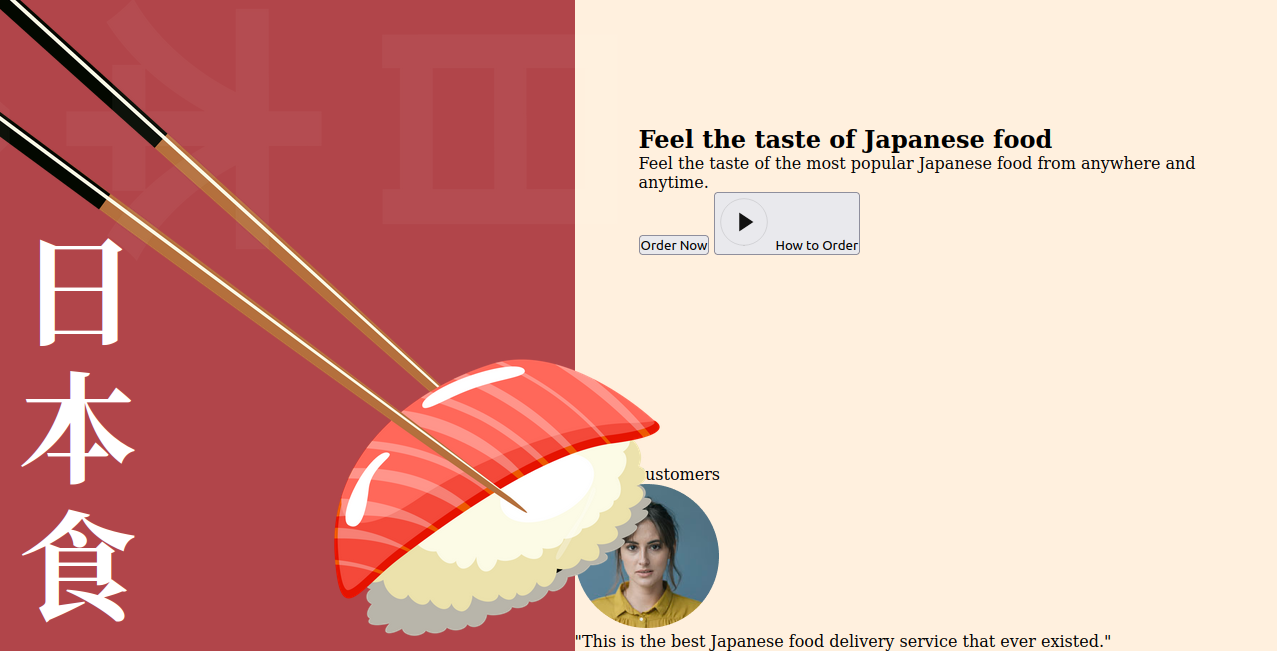 日
本
食
Feel the taste of Japanese food
Feel the taste of the most popular Japanese food from anywhere and
anytime.
Order Now
How to Order
ustomers
"This is the best Japanese food delivery service that ever existed."